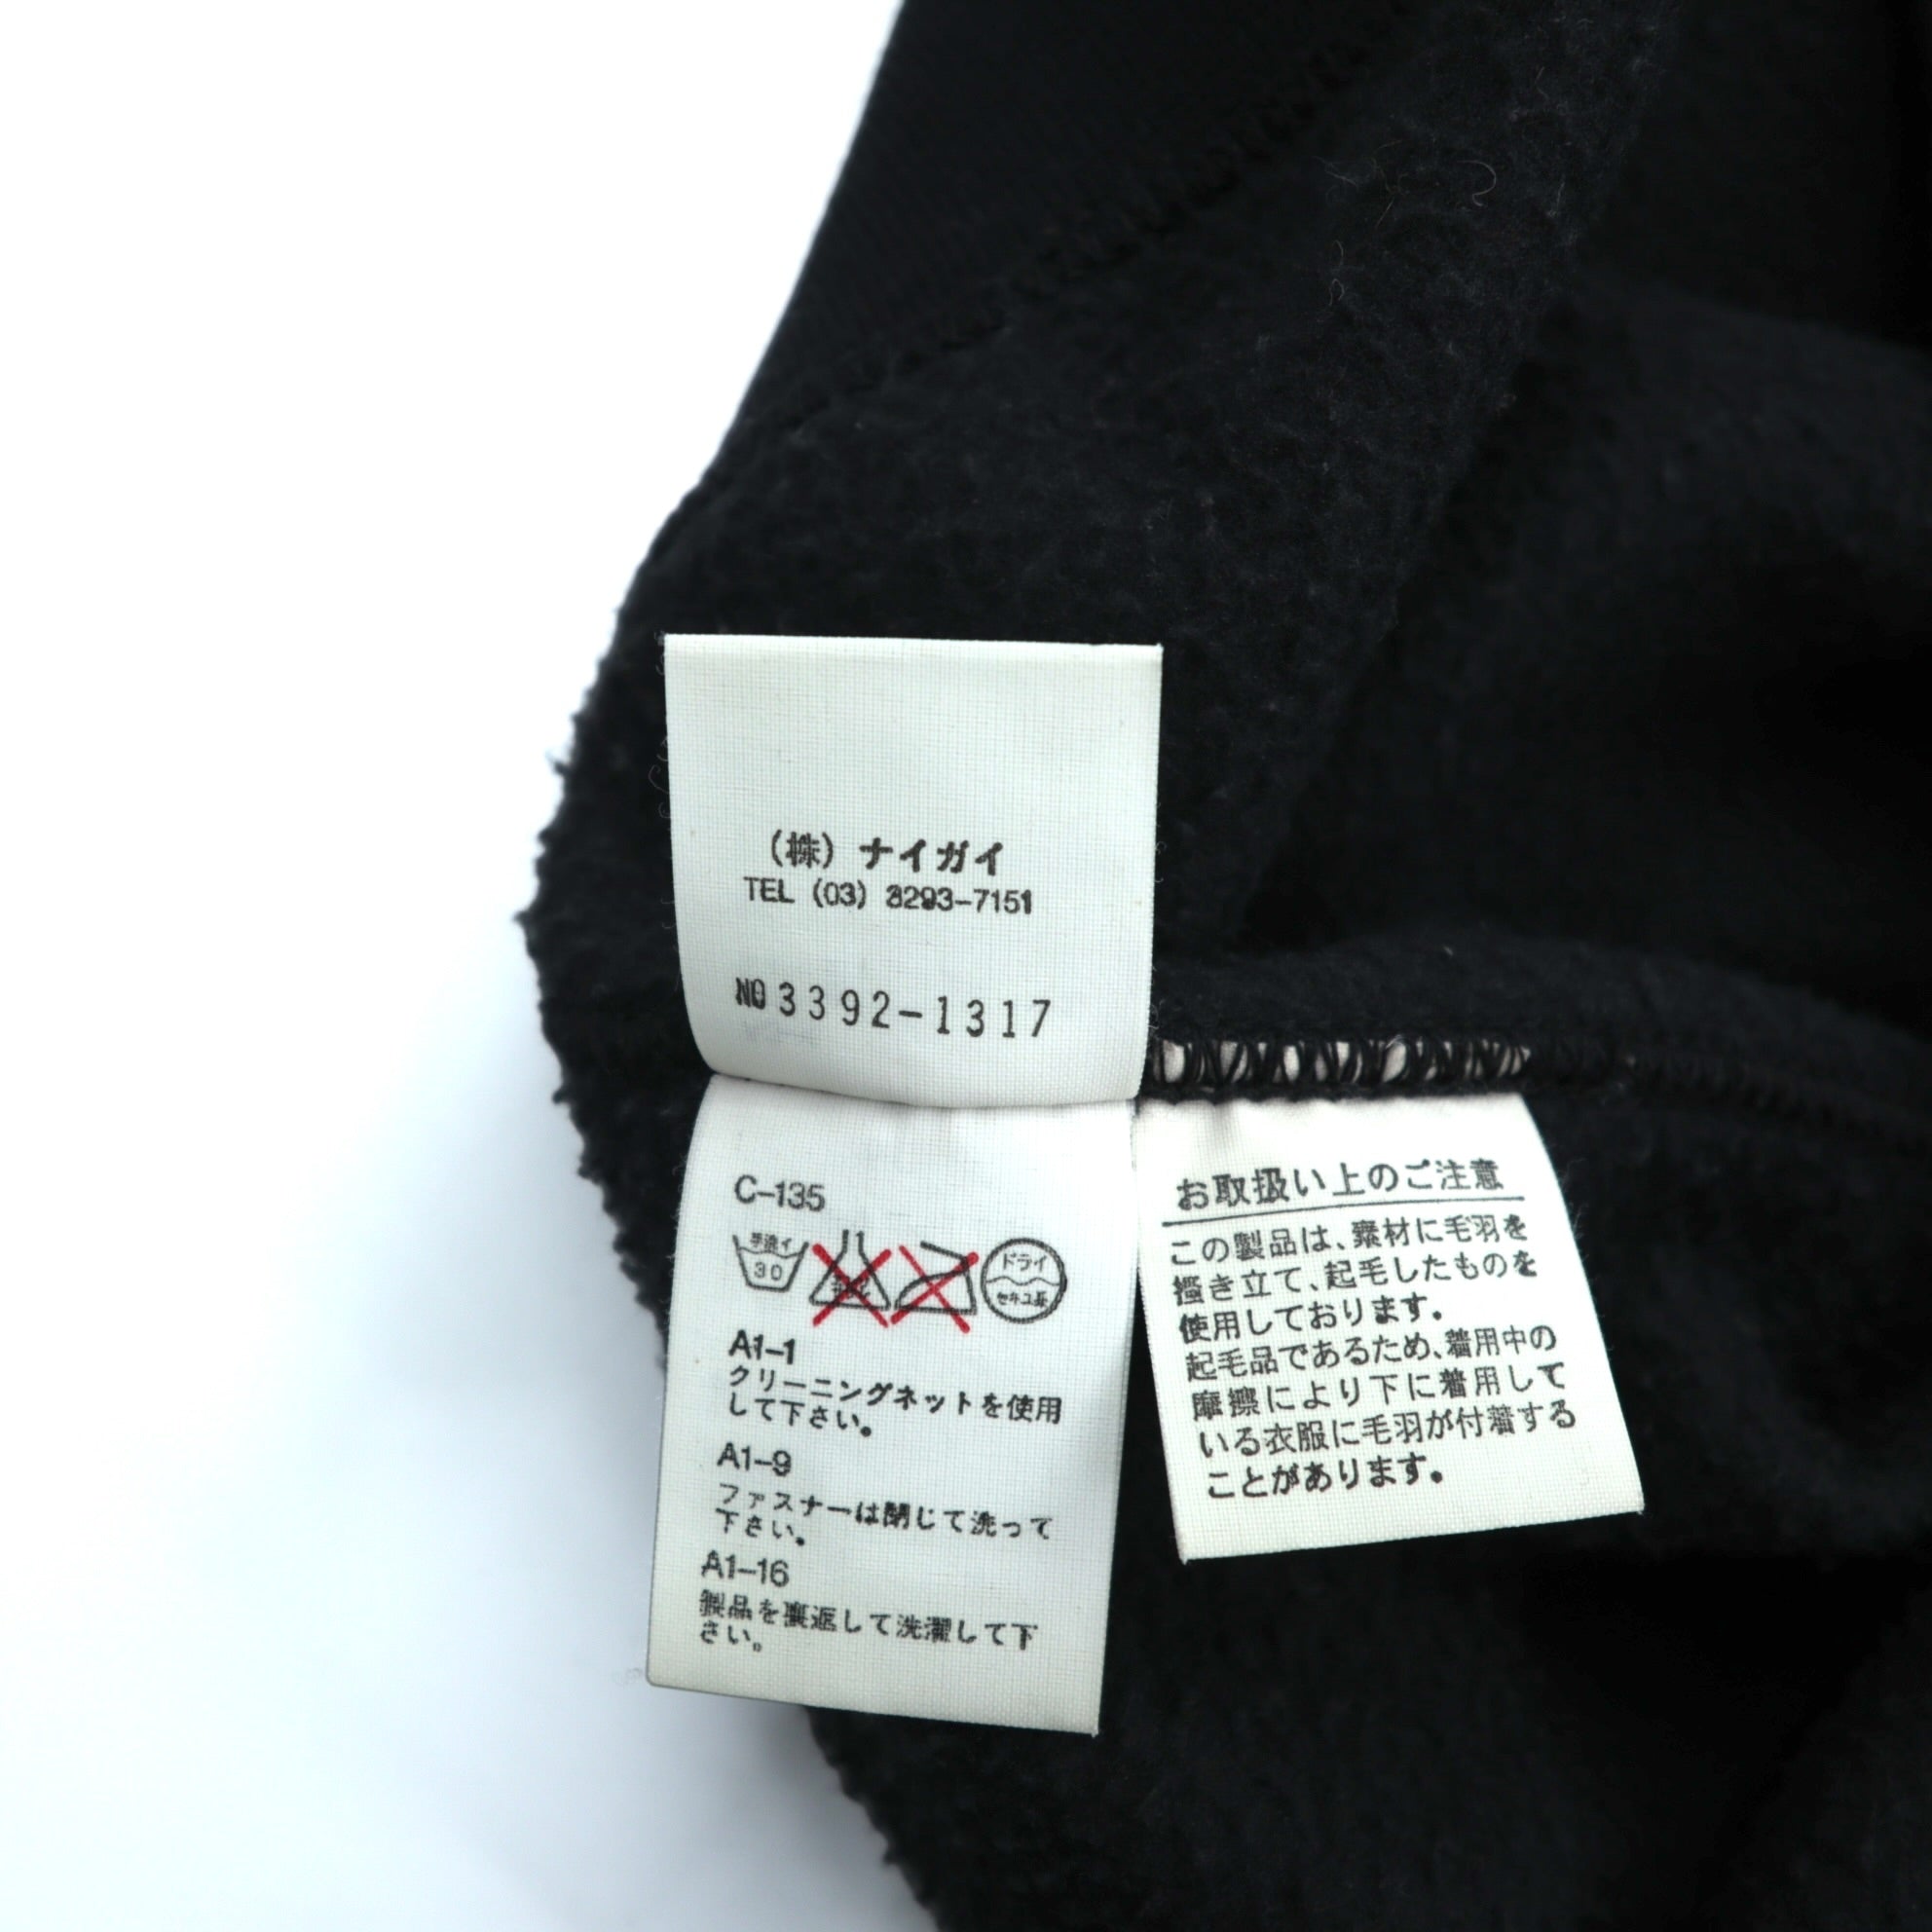 (株) ナイガイ
TEL (03) 3293-7151
NO3392-1317
C-135
手洗イ
30
ドライ
セキユ系
A1-1
クリーニングネットを使用
して下さい。
A1-9
ファスナーは閉じて洗って
下さい。
A1-16
製品を裏返して洗濯して下
さい。
お取扱い上のご注意
この製品は、素材に毛羽を
掻き立て、起毛したものを
使用しております。
起毛品であるため、着用中の
摩擦により下に着用して
いる衣服に毛羽が付着する
ことがあります。